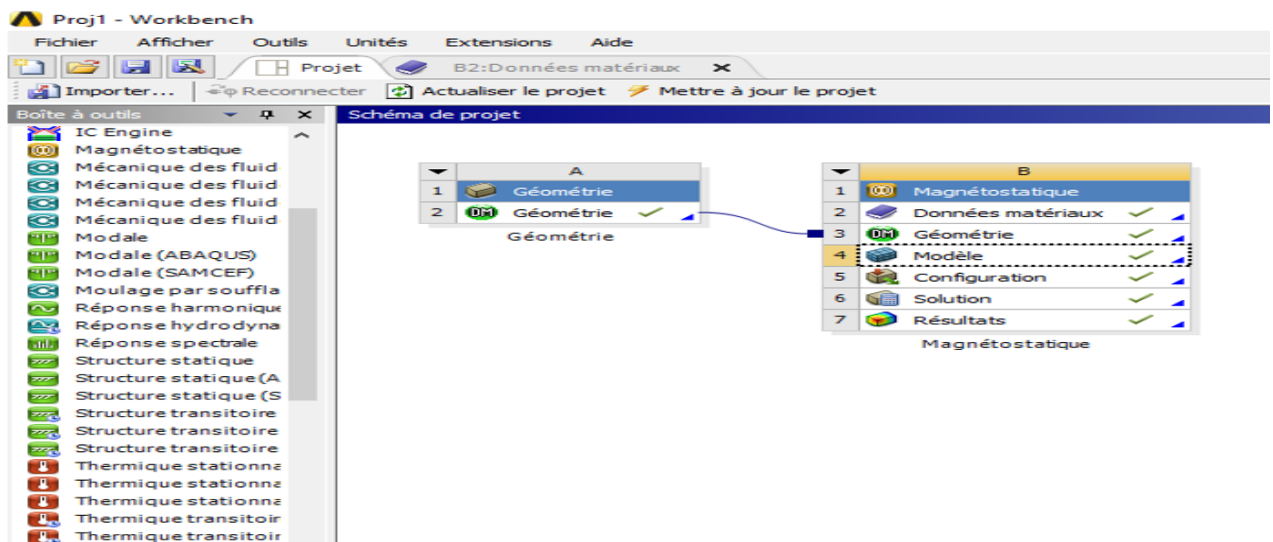 Proj1 - Workbench
Fichier Afficher Outils Unités Extensions Aide
Projet B2:Données matériaux
Importer... Reconnecter Actualiser le projet Mettre à jour le projet
Boîte à outils
IC Engine
Magnétostatique
Mécanique des fluid
Mécanique des fluid
Mécanique des fluid
Mécanique des fluid
Modale
Modale (ABAQUS)
Modale (SAMCEF)
Moulage par souffla
Réponse harmonique
Réponse hydrodyna
Réponse spectrale
Structure statique
Structure statique (A
Structure statique (S
Structure transitoire
Structure transitoire
Structure transitoire
Thermique stationna
Thermique stationna
Thermique stationna
Thermique transitoir
Thermique transitoir
Schéma de projet
A
1 Géométrie
2 DM Géométrie
Géométrie
B
1 Magnétostatique
2 Données matériaux
3 DM Géométrie
4 Modèle
5 Configuration
6 Solution
7 Résultats
Magnétostatique